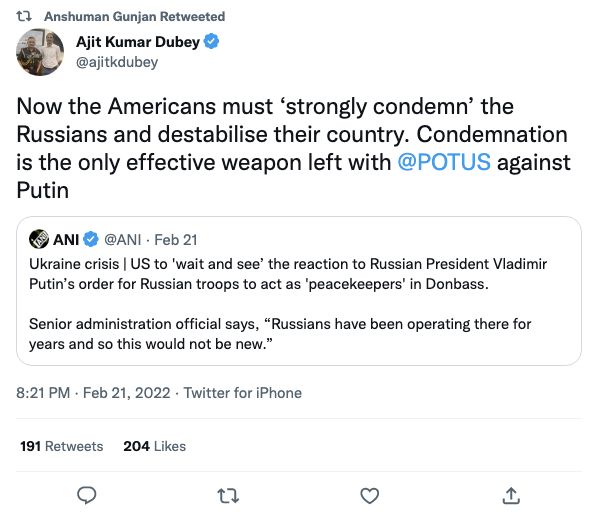 Anshuman Gunjan Retweeted
Ajit Kumar Dubey
@ajitkdubey
Now the Americans must ‘strongly condemn’ the
Russians and destabilise their country. Condemnation
is the only effective weapon left with @POTUS against
Putin
ANI @ANI · Feb 21
Ukraine crisis | US to 'wait and see’ the reaction to Russian President Vladimir
Putin’s order for Russian troops to act as 'peacekeepers' in Donbass.
Senior administration official says, “Russians have been operating there for
years and so this would not be new.”
8:21 PM · Feb 21, 2022 · Twitter for iPhone
191 Retweets 204 Likes